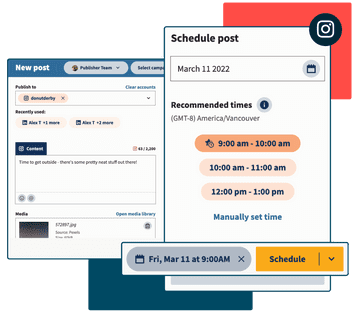 New post
Publisher Team
Select campa
Publish to
Clear accounts
donutderby
Recently used:
Alex T +1 more
Alex T +2 more
Content
63 / 2,200
Time to get outside - there's some pretty neat stuff out there!
Media
Open media library
572897.jpg
Source: Pexels
Schedule post
March 11 2022
Recommended times
(GMT-8) America/Vancouver
9:00 am - 10:00 am
10:00 am - 11:00 am
12:00 pm - 1:00 pm
Manually set time
Fri, Mar 11 at 9:00AM
Schedule